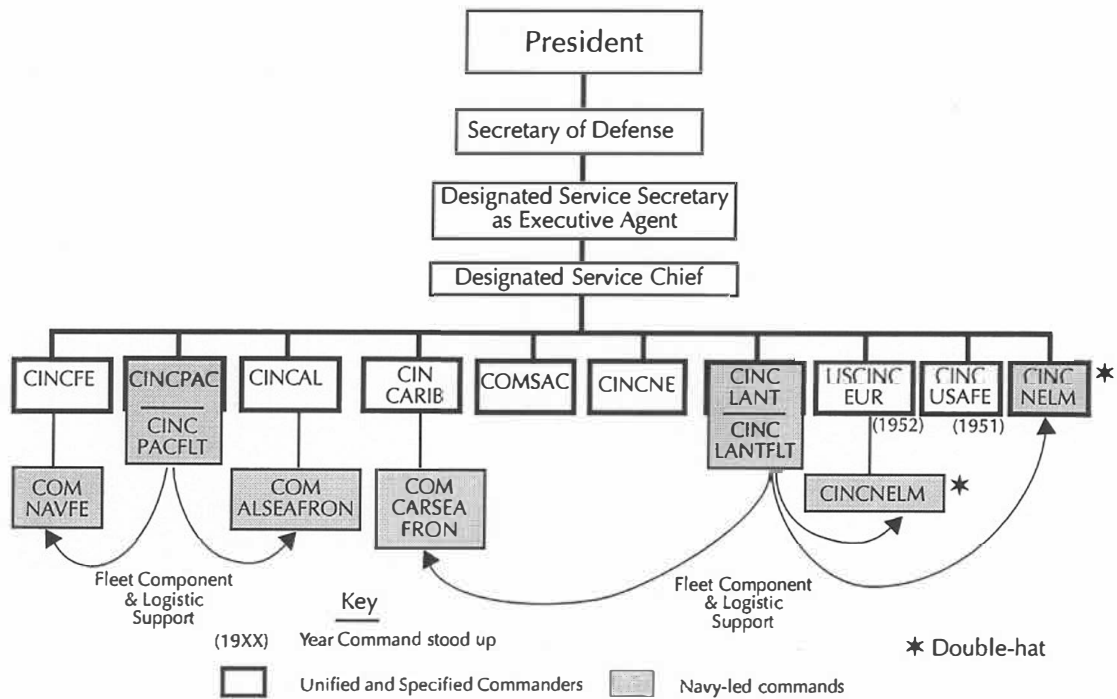 President
Secretary of Defense
Designated Service Secretary
as Executive Agent
Designated Service Chief
CINCFE
CINCPAC
CINC
PACFLT
CINCAL
CIN
CARIB
COMSAC
CINCNE
CINC
LANT
CINC
LANTFLT
USCINC
EUR
(1952)
CINC
USAFE
(1951)
CINC
NELM
*
COM
NAVFE
COM
ALSEAFRON
COM
CARSEA
FRON
CINCNELM
*
Fleet Component
& Logistic
Support
Fleet Component
& Logistic
Support
Key
(19XX) Year Command stood up
* Double-hat
Unified and Specified Commanders
Navy-led commands